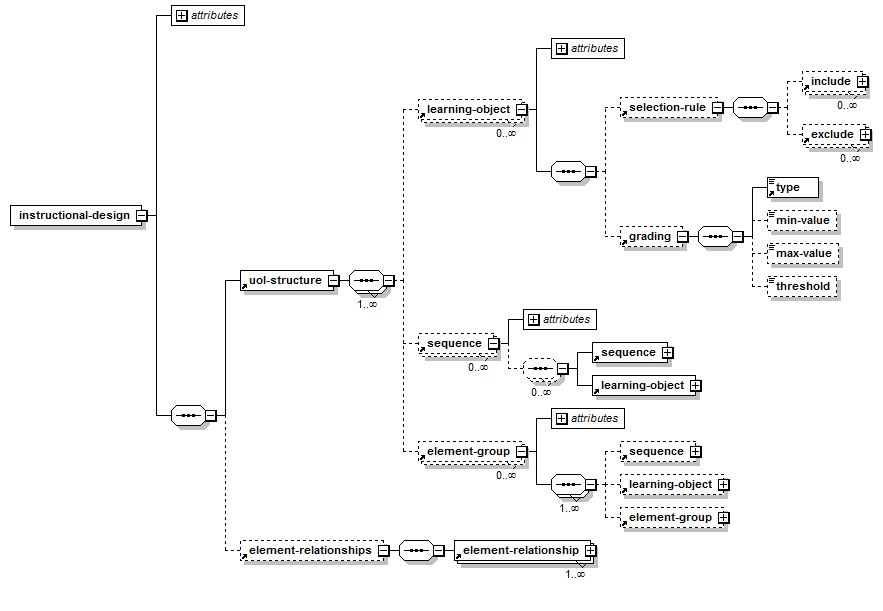 attributes
instructional-design
uol-structure
1..∞
learning-object
0..∞
attributes
selection-rule
include
0..∞
exclude
0..∞
grading
type
min-value
max-value
threshold
sequence
0..∞
attributes
0..∞
sequence
learning-object
element-group
0..∞
attributes
1..∞
sequence
learning-object
element-group
element-relationships
element-relationship
1..∞